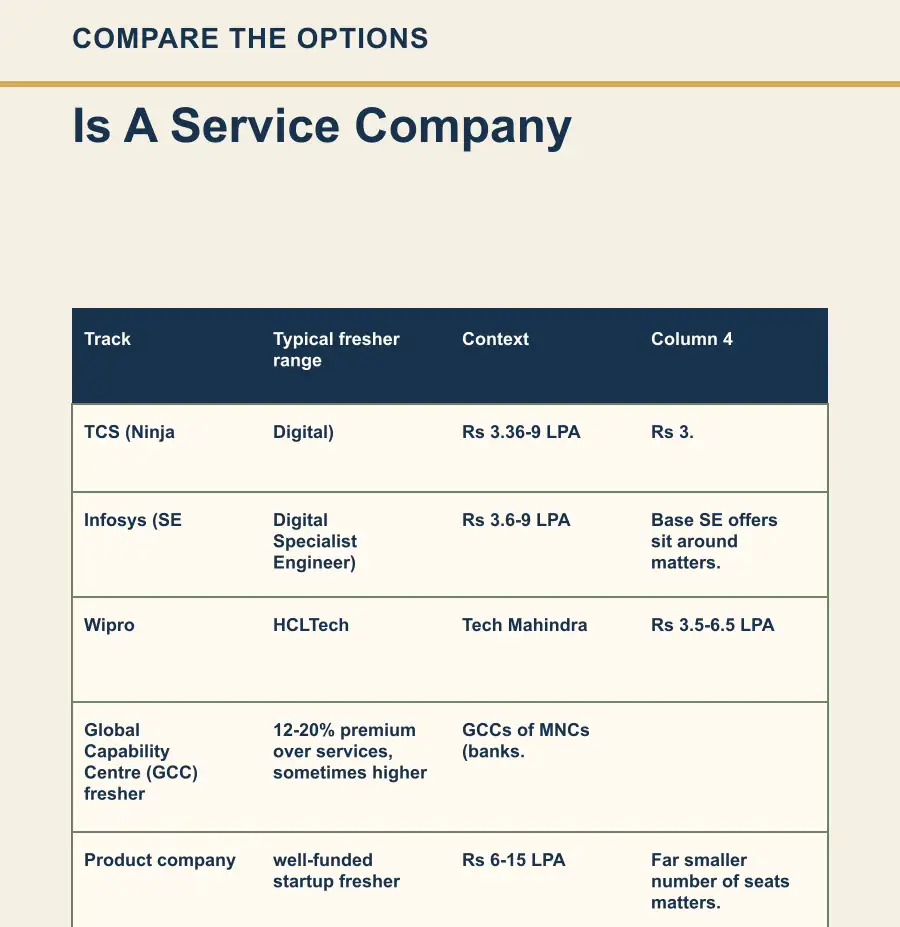 COMPARE THE OPTIONS
Is A Service Company
Track
Typical fresher
range
Context
Column 4
TCS (Ninja
Digital)
Rs 3.36-9 LPA
Rs 3.
Infosys (SE
Digital
Specialist
Engineer)
Rs 3.6-9 LPA
Base SE offers
sit around
matters.
Wipro
HCLTech
Tech Mahindra
Rs 3.5-6.5 LPA
Global
Capability
Centre (GCC)
fresher
12-20% premium
over services,
sometimes higher
GCCs of MNCs
(banks.
Product company
well-funded
startup fresher
Rs 6-15 LPA
Far smaller
number of seats
matters.